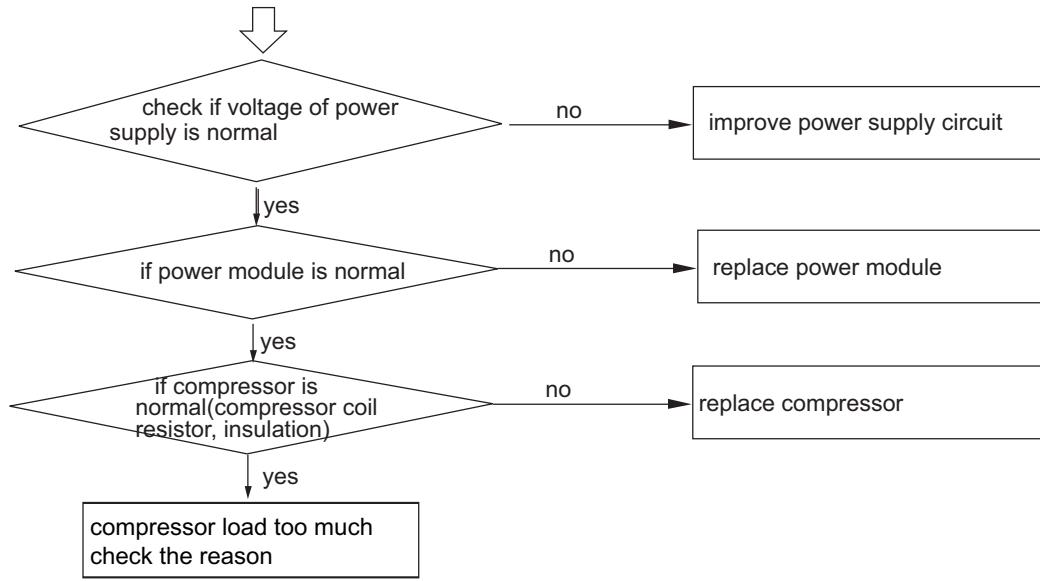 check if voltage of power
supply is normal
no
improve power supply circuit
yes
if power module is normal
no
replace power module
yes
if compressor is
normal(compressor coil
resistor, insulation)
no
replace compressor
yes
compressor load too much
check the reason